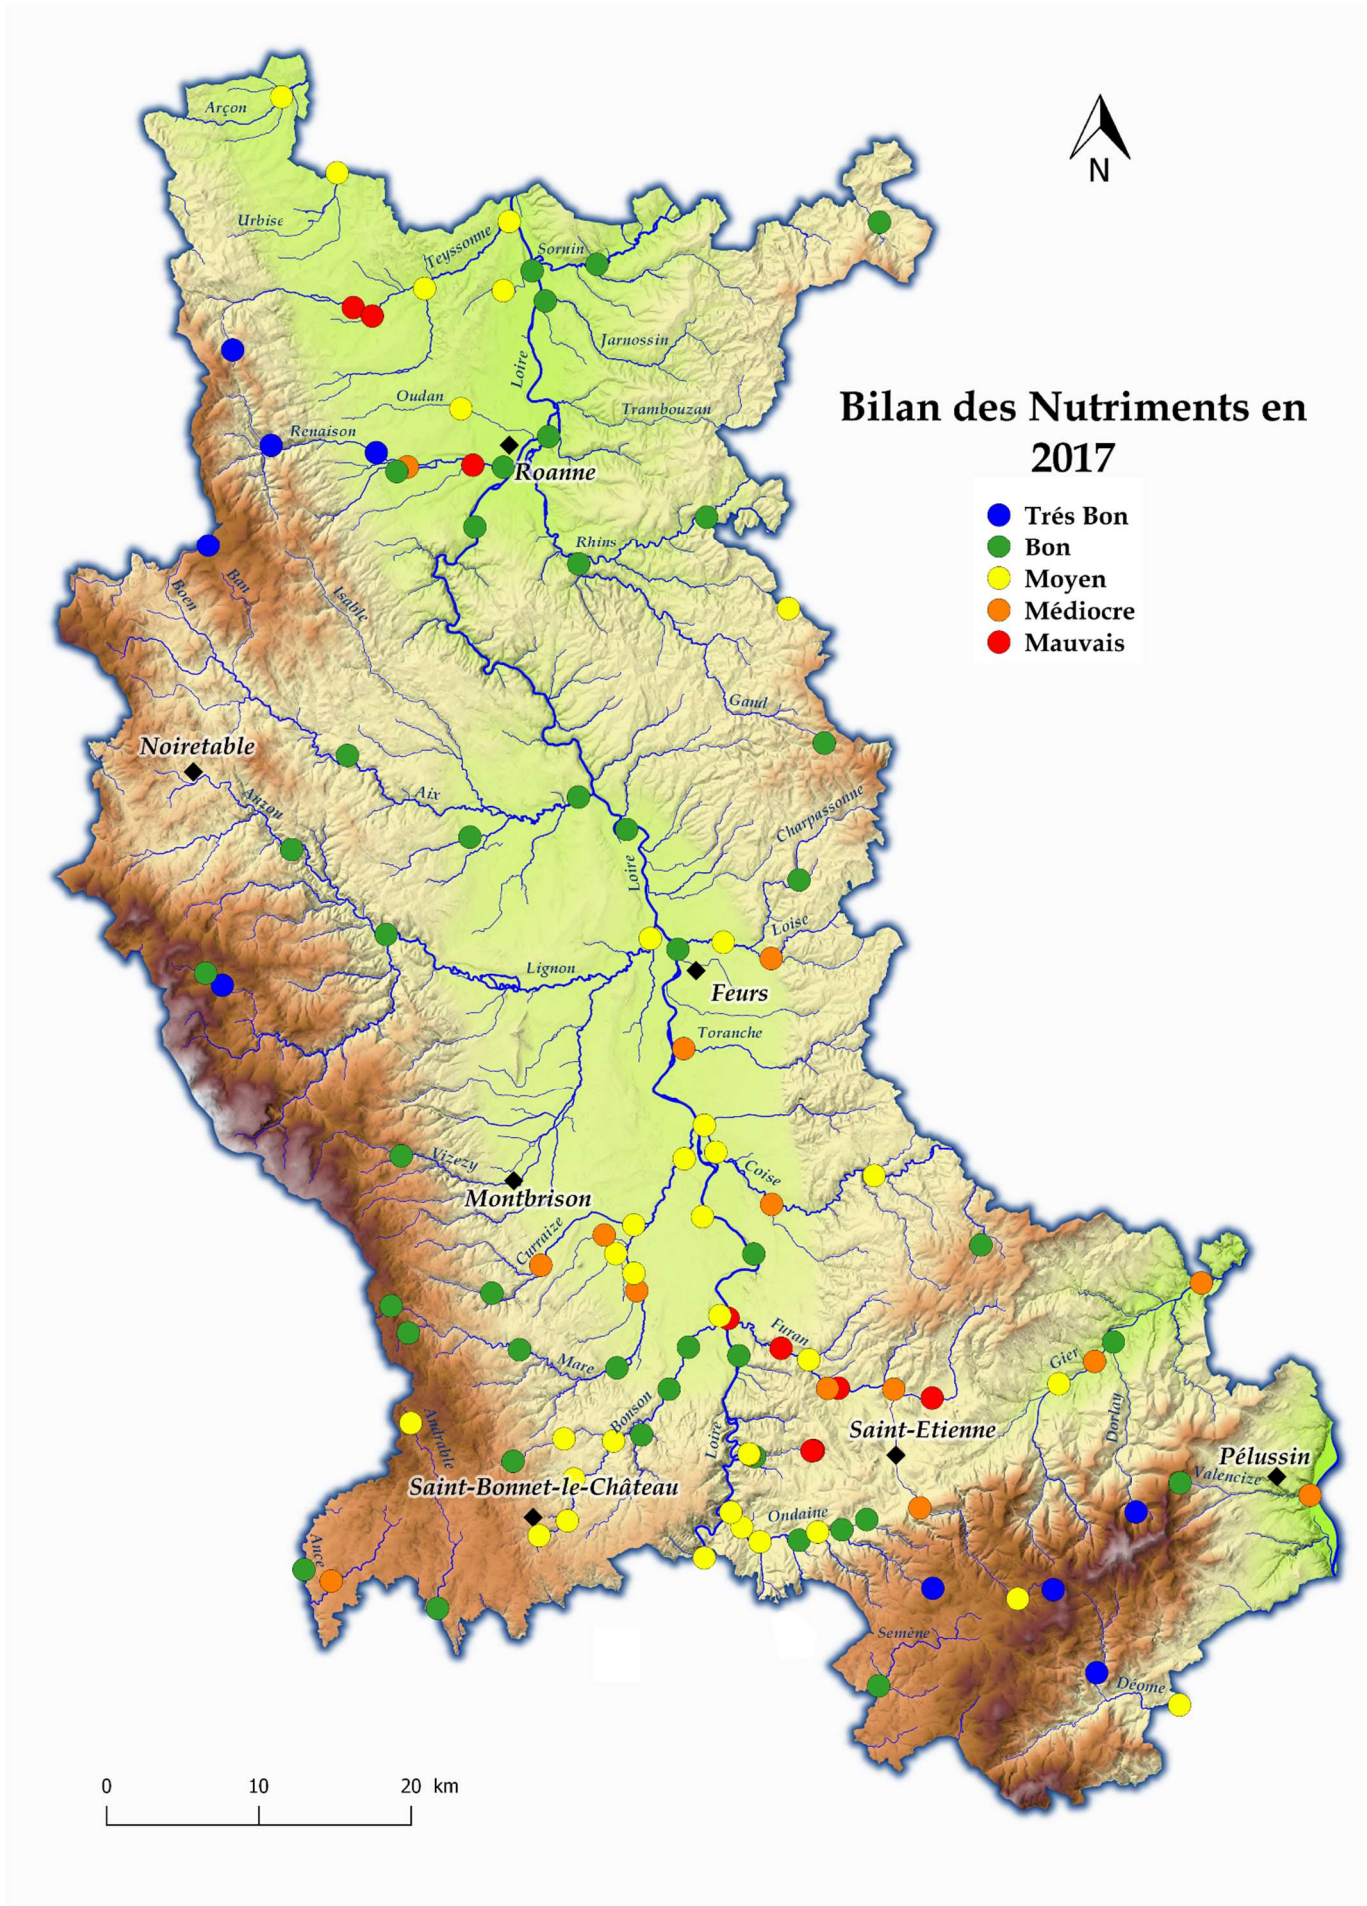 Arçon
N
Urbise
Teyssonne
Sornin
Jarnossin
Loire
Oudan
Trambouzan
Bilan des Nutriments en
2017
Renaison
Roanne
Trés Bon
Bon
Moyen
Médiocre
Mauvais
Rhins
Boen
Ban
Isable
Gand
Noiretable
Anzon
Aix
Charpassonne
Loire
Loise
Lignon
Feurs
Toranche
Vizezy
Coise
Montbrison
Curraize
Furan
Mare
Gier
Bonson
Dorlay
Andrable
Loire
Saint-Etienne
Pélussin
Valencize
Saint-Bonnet-le-Château
Ondaine
Ance
Semène
Déome
0 10 20 km